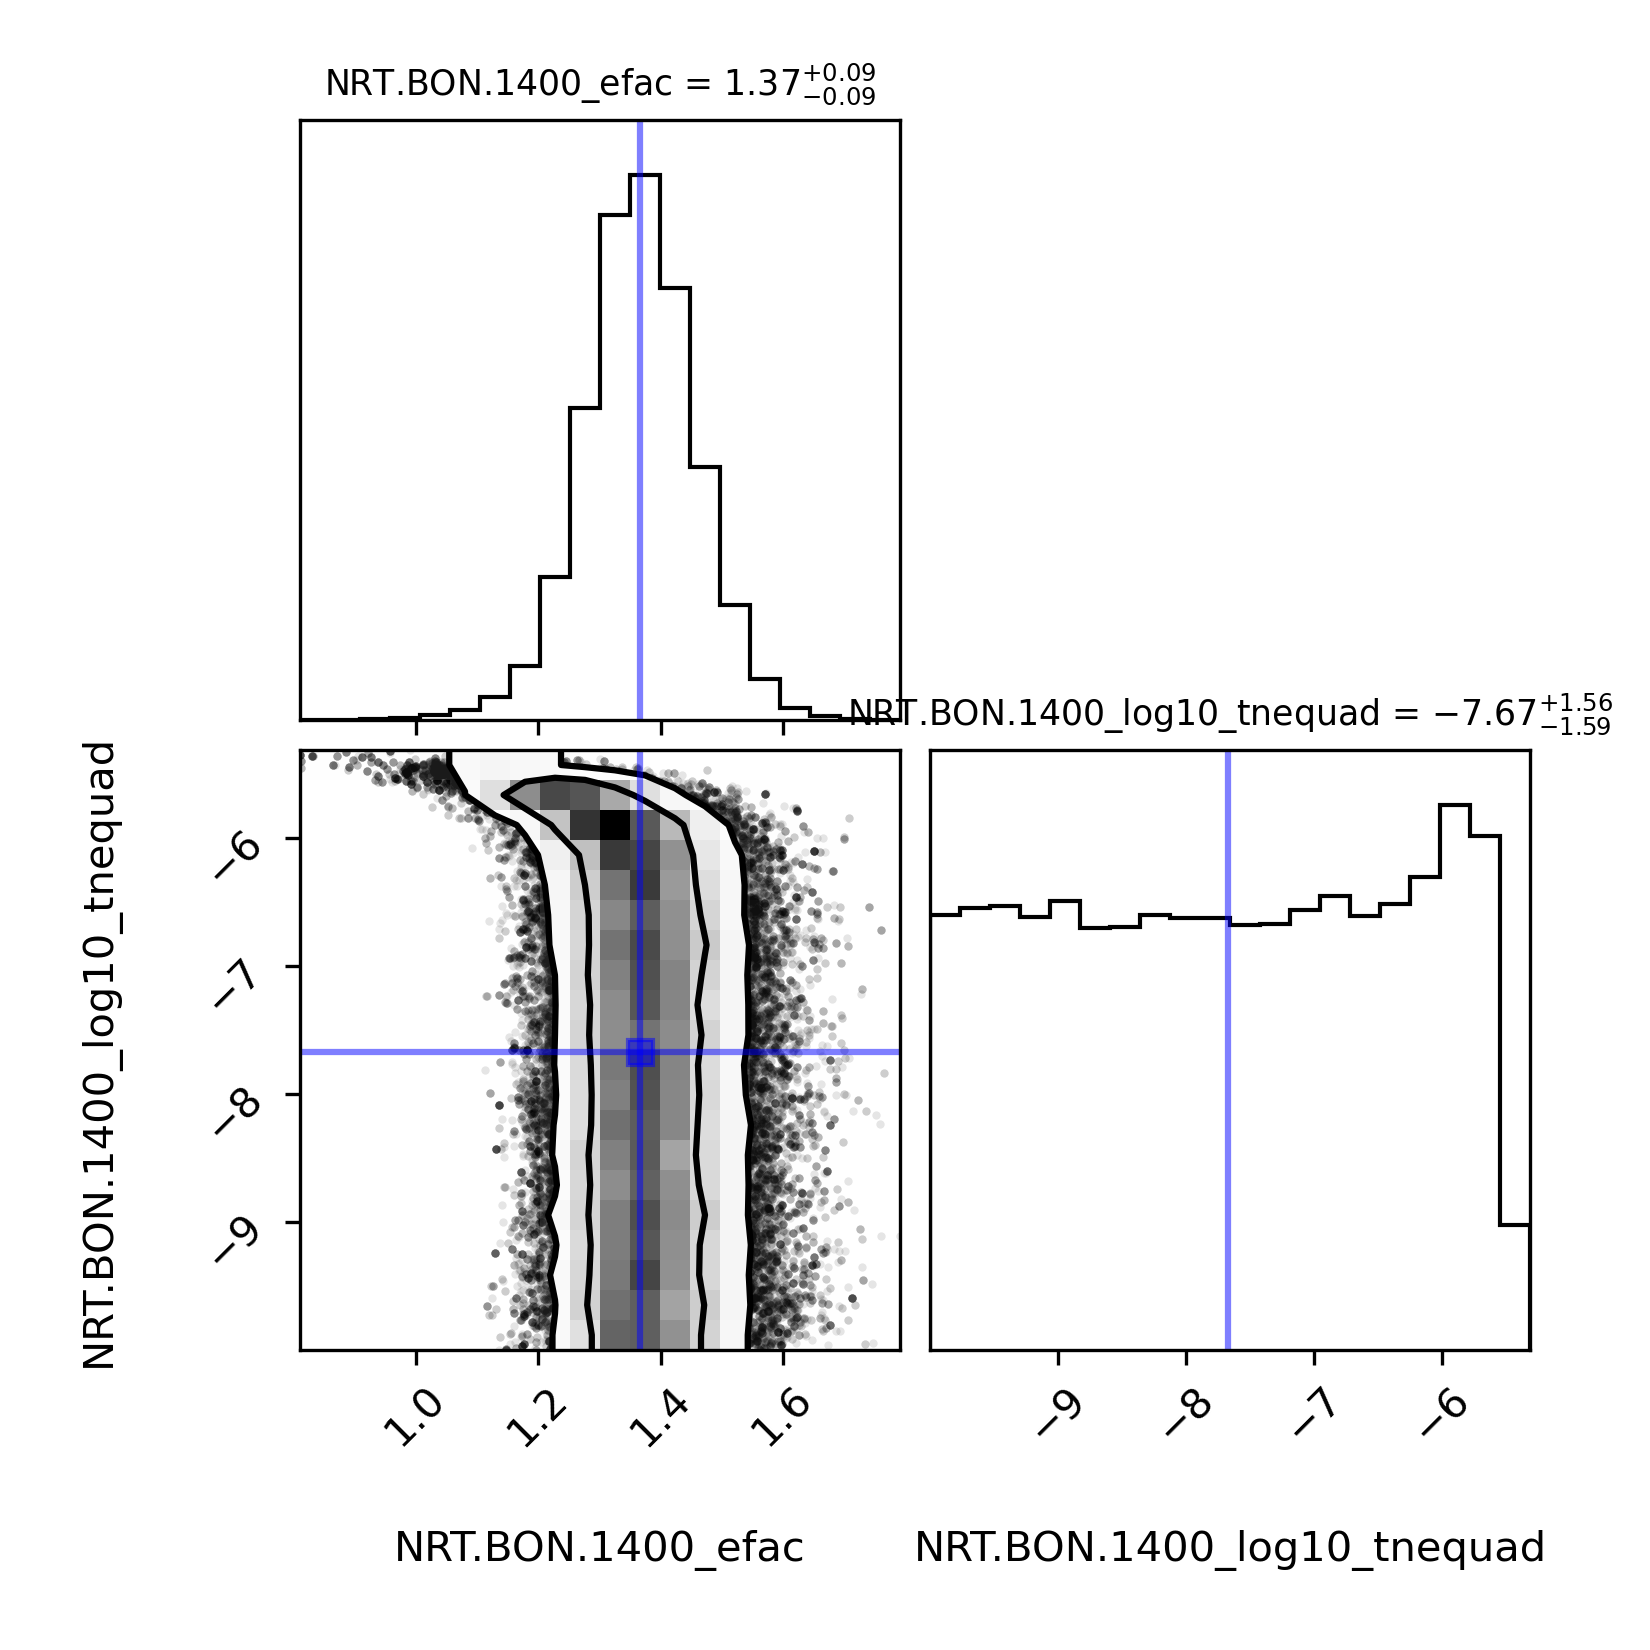 NRT.BON.1400_efac = 1.37+0.09 −0.09
NRT.BON.1400_log10_tnequad = −7.67+1.56 −1.59
NRT.BON.1400_log10_tnequad
−6
−7
−8
−9
1.0
1.2
1.4
1.6
−9
−8
−7
−6
NRT.BON.1400_efac
NRT.BON.1400_log10_tnequad